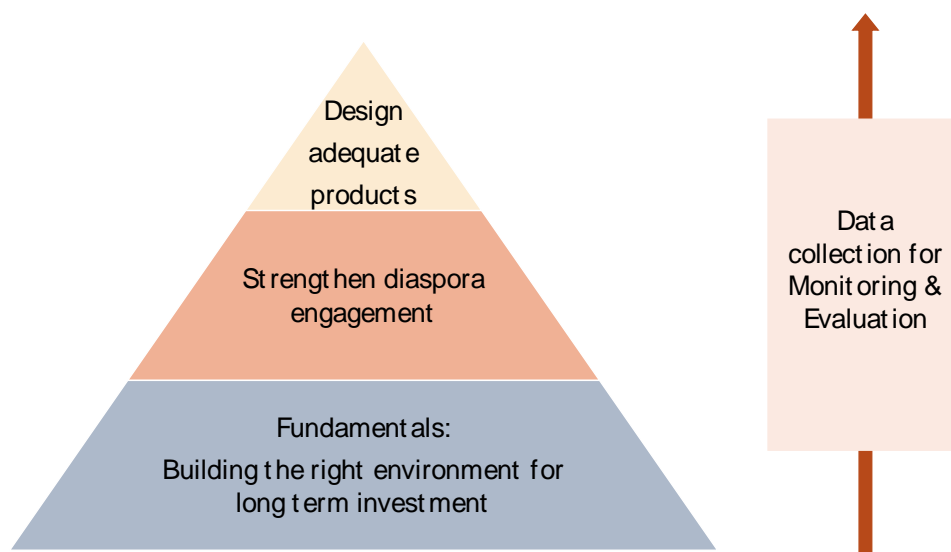 Design
adequate
products
Strengthen diaspora
engagement
Fundamentals:
Building the right environment for
long term investment
Data
collection for
Monitoring &
Evaluation